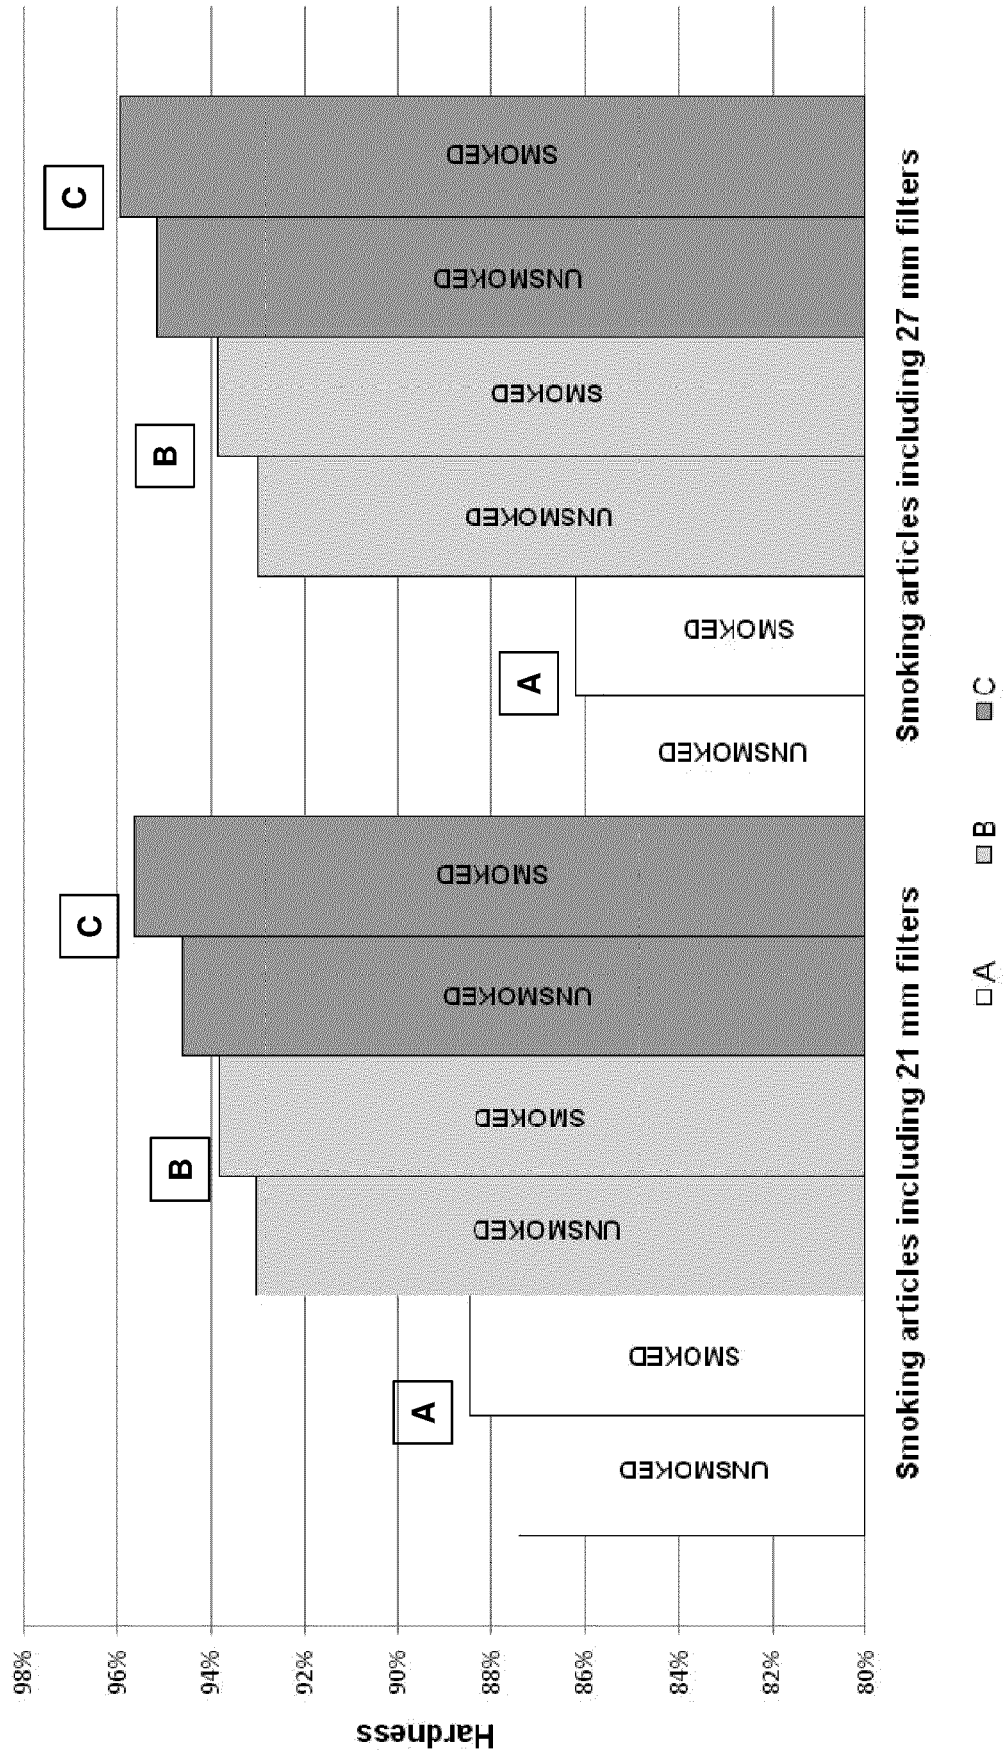 Hardness
98%
96%
94%
92%
90%
88%
86%
84%
82%
80%
A
B
C
A
B
C
UNSMOKED
SMOKED
UNSMOKED
SMOKED
UNSMOKED
SMOKED
UNSMOKED
SMOKED
UNSMOKED
SMOKED
UNSMOKED
SMOKED
Smoking articles including 21 mm filters
Smoking articles including 27 mm filters
A
B
C